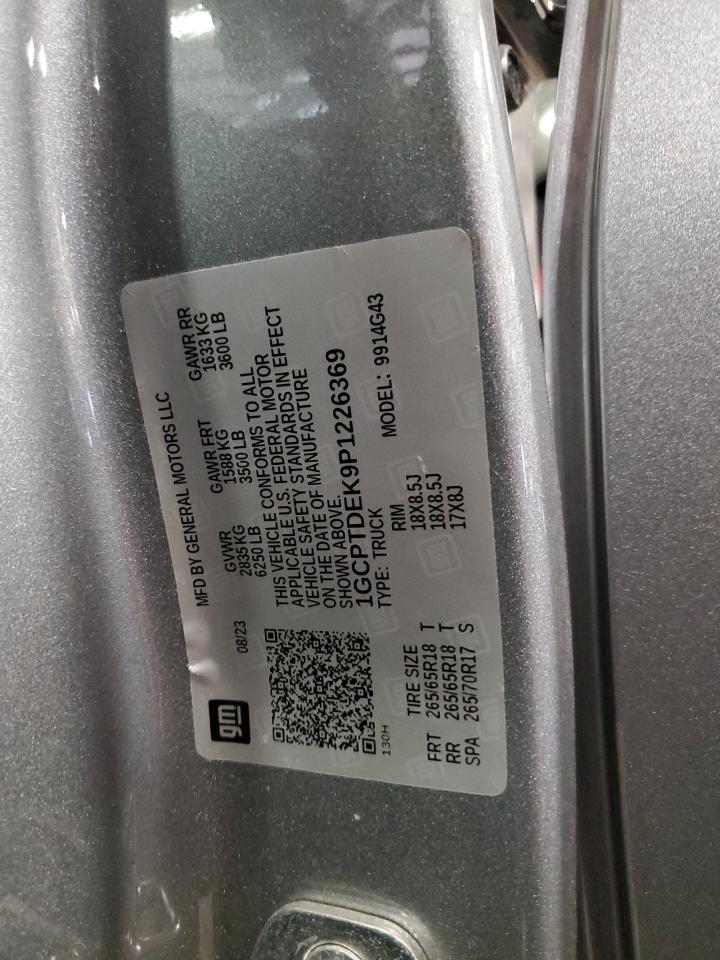 gm
MFD BY GENERAL MOTORS LLC
08/23
GVWR GAWR FRT GAWR RR
2835 KG 1588 KG 1633 KG
6250 LB 3500 LB 3600 LB
THIS VEHICLE CONFORMS TO ALL
APPLICABLE U.S. FEDERAL MOTOR
VEHICLE SAFETY STANDARDS IN EFFECT
ON THE DATE OF MANUFACTURE
SHOWN ABOVE.
1GCPTDEK9P1226369
TYPE: TRUCK MODEL: 9914G43
130H
TIRE SIZE RIM
FRT 265/65R18 T 18X8.5J
RR 265/65R18 T 18X8.5J
SPA 265/70R17 S 17X8J